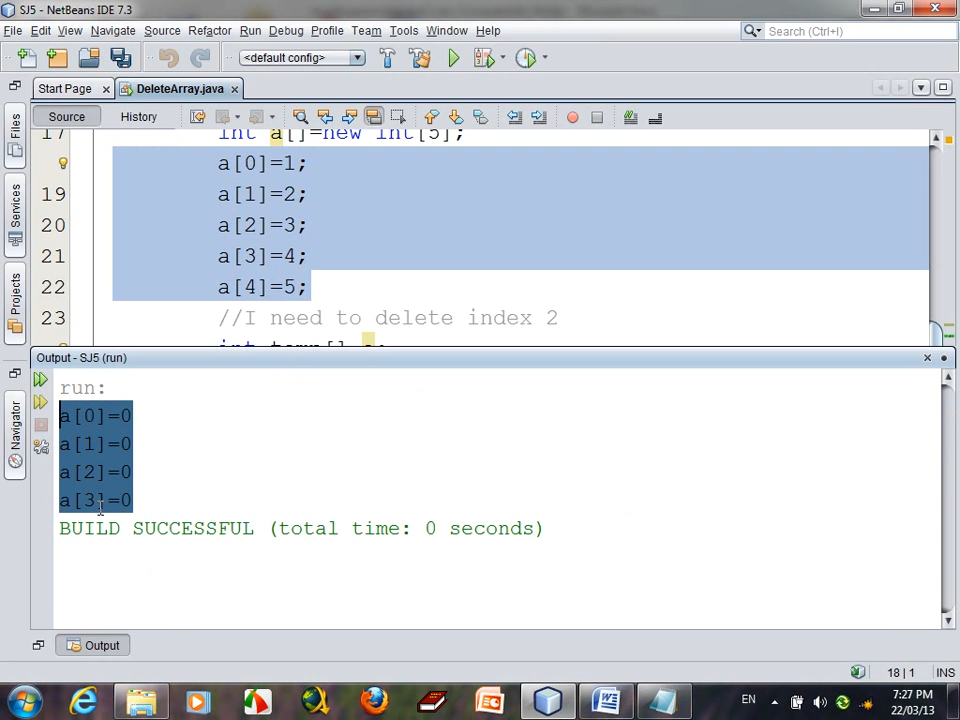 SJ5 - NetBeans IDE 7.3
File Edit View Navigate Source Refactor Run Debug Profile Team Tools Window Help
Search (Ctrl+I)
<default config>
Start Page
DeleteArray.java
Source History
Files
Services
Projects
Navigator
17 int a[]=new int[5];
a[0]=1;
19 a[1]=2;
20 a[2]=3;
21 a[3]=4;
22 a[4]=5;
23 //I need to delete index 2
Output - SJ5 (run)
run:
a[0]=0
a[1]=0
a[2]=0
a[3]=0
BUILD SUCCESSFUL (total time: 0 seconds)
Output
18|1 INS
EN
7:27 PM
22/03/13